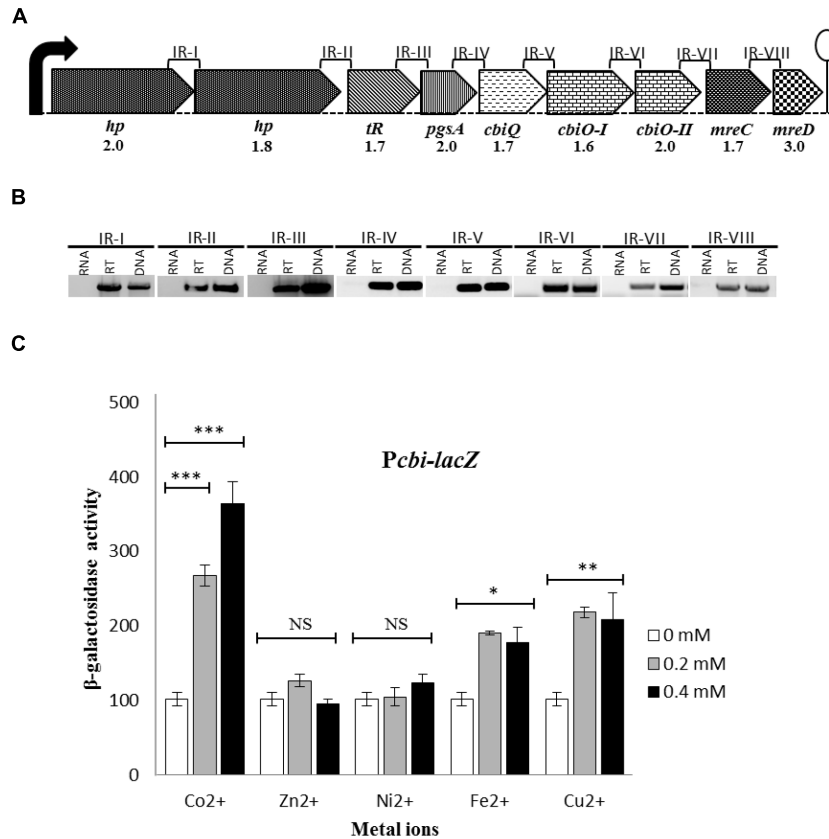 A
IR-I IR-II IR-III IR-IV IR-V IR-VI IR-VII IR-VIII
hp hp tR pgsA cbiQ cbiO-I cbiO-II mreC mreD
2.0 1.8 1.7 2.0 1.7 1.6 2.0 1.7 3.0
B
IR-I IR-II IR-III IR-IV IR-V IR-VI IR-VII IR-VIII
RNA RT DNA RNA RT DNA RNA RT DNA RNA RT DNA RNA RT DNA RNA RT DNA RNA RT DNA RNA RT DNA
C
500
***
Pcbi-lacZ
400
***
β-galactosidase activity
300
**
*
NS NS
200
0 mM
0.2 mM
0.4 mM
100
0
Co2+ Zn2+ Ni2+ Fe2+ Cu2+
Metal ions